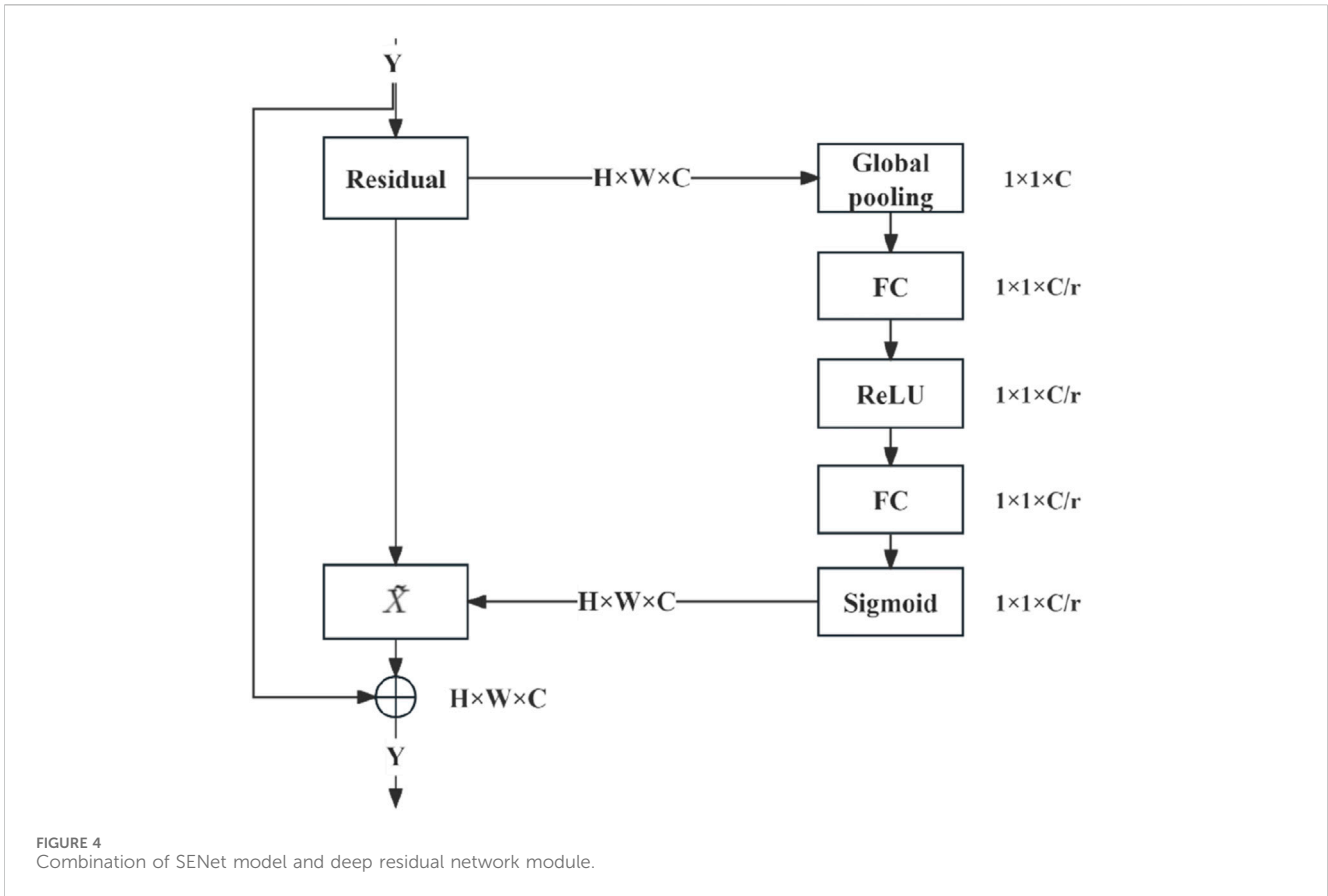 Y
Residual
H×W×C
Global
pooling
1×1×C
FC
1×1×C/r
ReLU
1×1×C/r
FC
1×1×C/r
X̃
H×W×C
Sigmoid
1×1×C/r
H×W×C
Y
FIGURE 4
Combination of SENet model and deep residual network module.